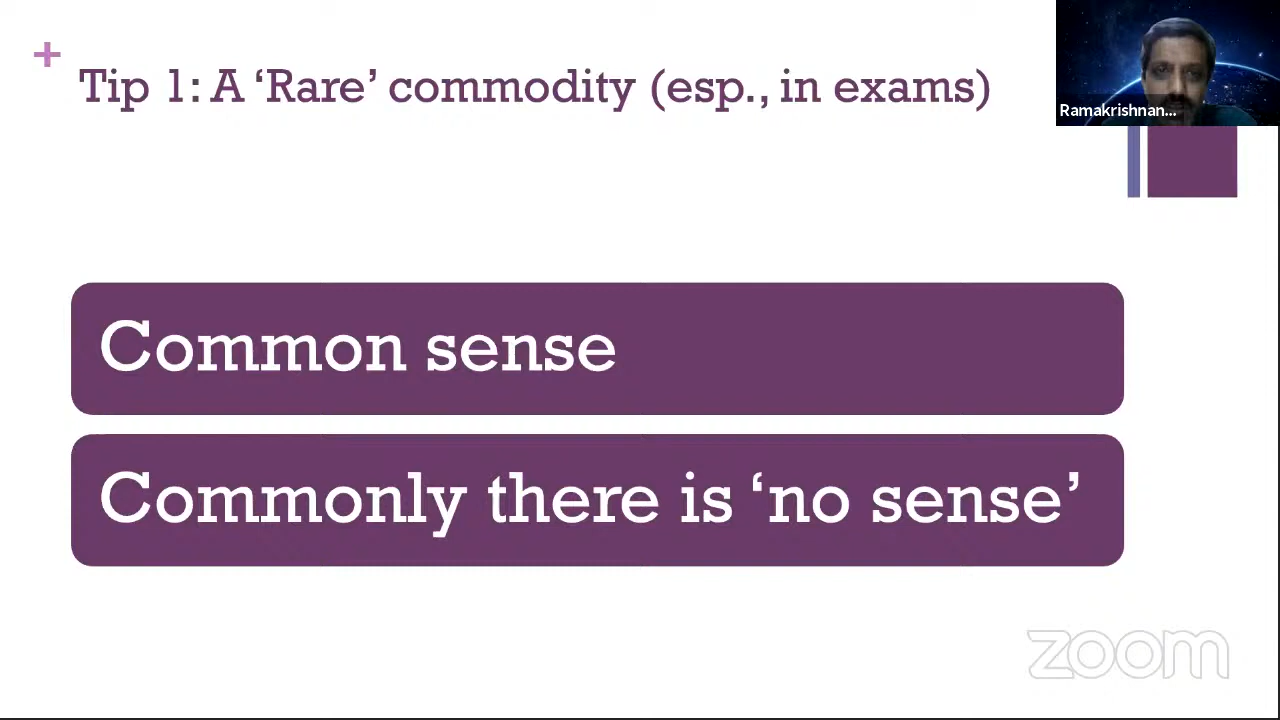 +
Tip 1: A ‘Rare’ commodity (esp., in exams)
Ramakrishnan...
Common sense
Commonly there is ‘no sense’
zoom